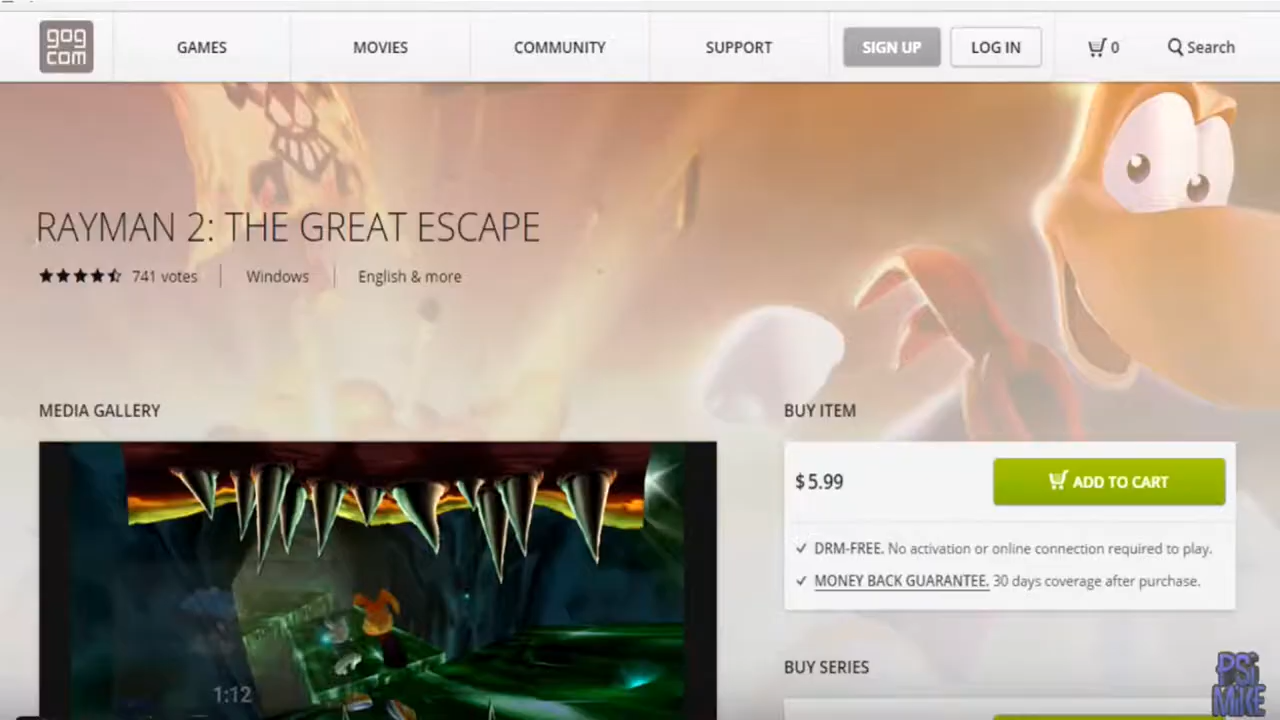 gog
com
GAMES
MOVIES
COMMUNITY
SUPPORT
SIGN UP
LOG IN
0
Search
RAYMAN 2: THE GREAT ESCAPE
741 votes
Windows
English & more
MEDIA GALLERY
BUY ITEM
$5.99
ADD TO CART
DRM-FREE. No activation or online connection required to play.
MONEY BACK GUARANTEE. 30 days coverage after purchase.
BUY SERIES
1:12
PSi
MIKE